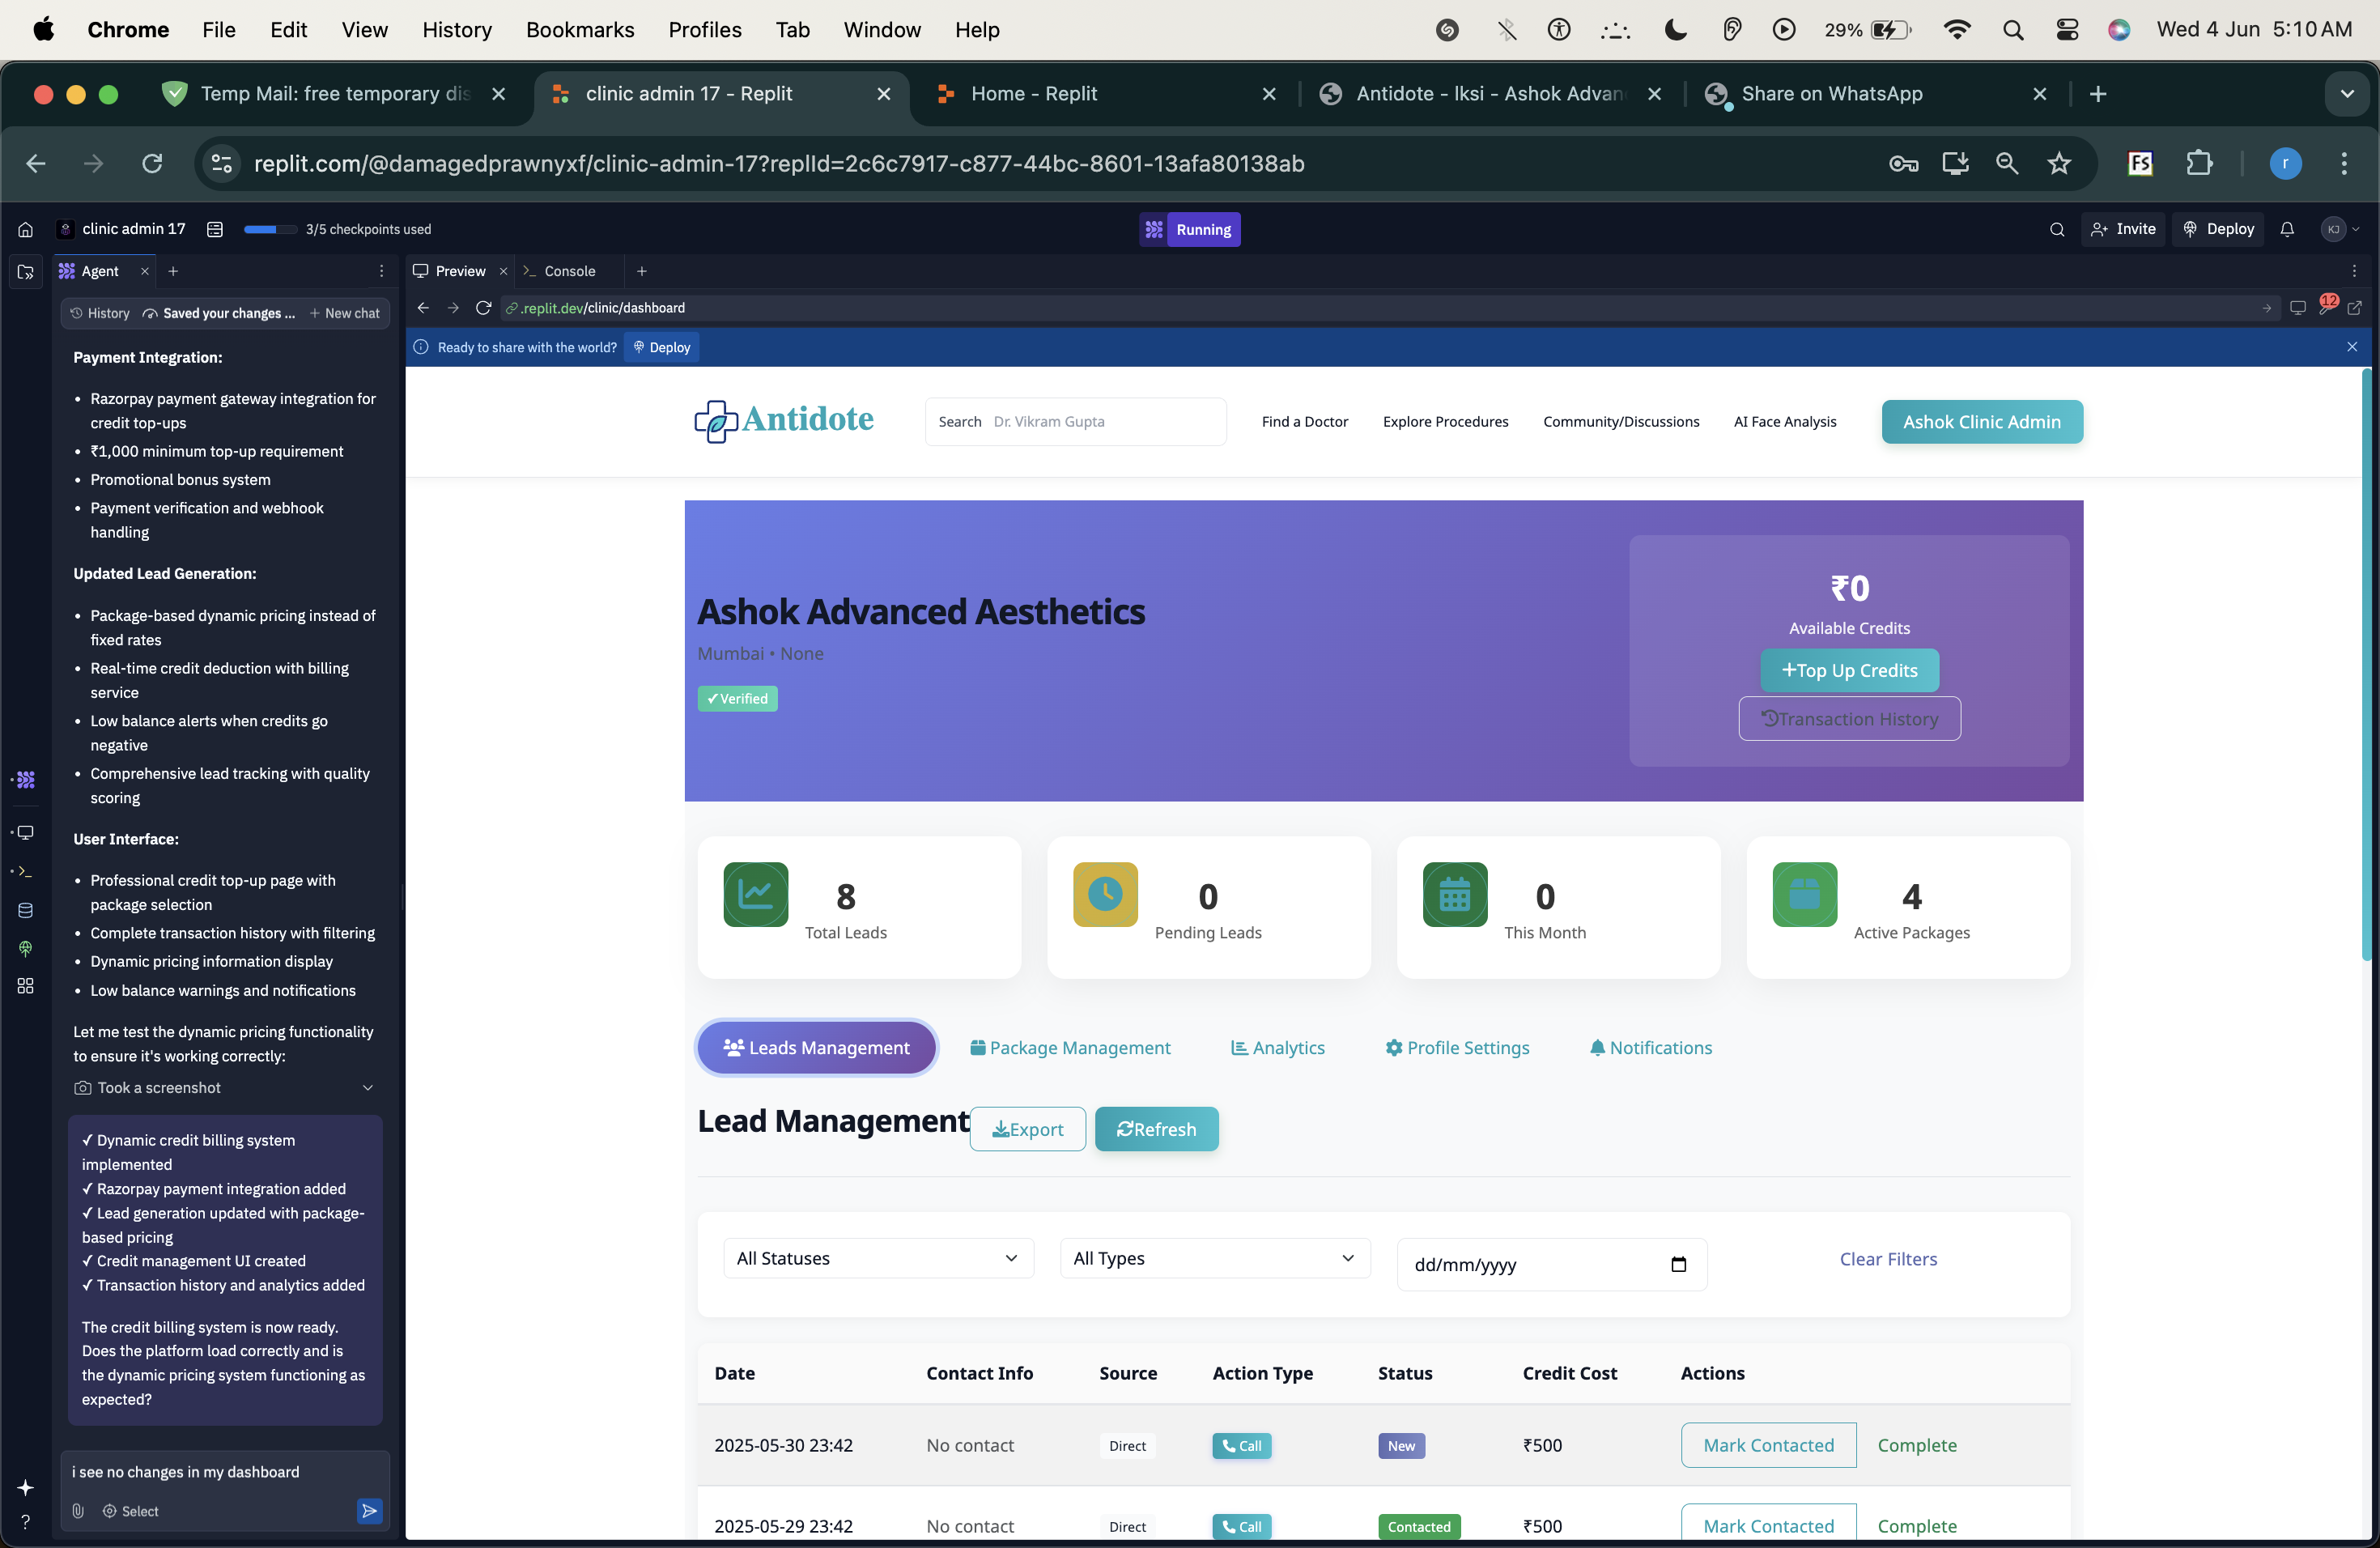 Chrome File Edit View History Bookmarks Profiles Tab Window Help 29% Wed 4 Jun 5:10 AM
Temp Mail: free temporary dis clinic admin 17 - Replit Home - Replit Antidote - Iksi - Ashok Advan Share on WhatsApp
replit.com/@damagedprawnyxf/clinic-admin-17?replId=2c6c7917-c877-44bc-8601-13afa80138ab FS r
clinic admin 17 3/5 checkpoints used Running Invite Deploy KJ
Agent Preview Console
History Saved your changes ... New chat
.replit.dev/clinic/dashboard 12
Ready to share with the world? Deploy
Payment Integration:
• Razorpay payment gateway integration for
credit top-ups
• ₹1,000 minimum top-up requirement
• Promotional bonus system
• Payment verification and webhook
handling
Updated Lead Generation:
• Package-based dynamic pricing instead of
fixed rates
• Real-time credit deduction with billing
service
• Low balance alerts when credits go
negative
• Comprehensive lead tracking with quality
scoring
User Interface:
• Professional credit top-up page with
package selection
• Complete transaction history with filtering
• Dynamic pricing information display
• Low balance warnings and notifications
Let me test the dynamic pricing functionality
to ensure it's working correctly:
Took a screenshot
✓ Dynamic credit billing system
implemented
✓ Razorpay payment integration added
✓ Lead generation updated with package-
based pricing
✓ Credit management UI created
✓ Transaction history and analytics added
The credit billing system is now ready.
Does the platform load correctly and is
the dynamic pricing system functioning as
expected?
i see no changes in my dashboard
Select
?
Antidote Search Dr. Vikram Gupta Find a Doctor Explore Procedures Community/Discussions AI Face Analysis Ashok Clinic Admin
Ashok Advanced Aesthetics
Mumbai • None
✓ Verified
₹0
Available Credits
+Top Up Credits
Transaction History
8
Total Leads
0
Pending Leads
0
This Month
4
Active Packages
Leads Management Package Management Analytics Profile Settings Notifications
Lead Management Export Refresh
All Statuses All Types dd/mm/yyyy Clear Filters
Date Contact Info Source Action Type Status Credit Cost Actions
2025-05-30 23:42 No contact Direct Call New ₹500 Mark Contacted Complete
2025-05-29 23:42 No contact Direct Call Contacted ₹500 Mark Contacted Complete